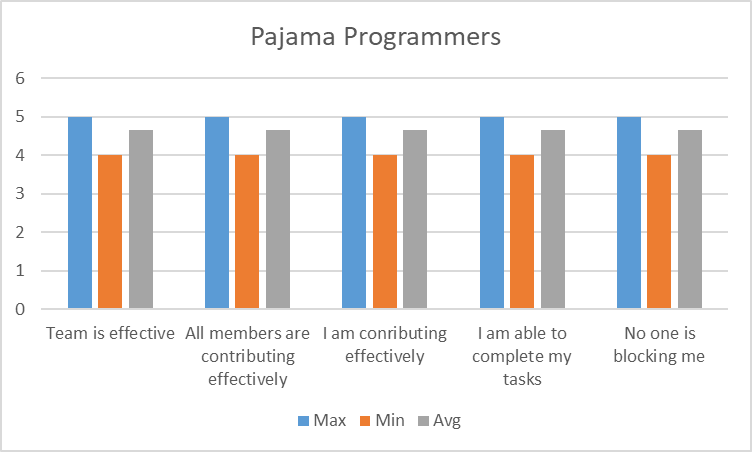 Pajama Programmers
6
5
4
3
2
1
0
Team is effective
All members are
contributing
effectively
I am conributing
effectively
I am able to
complete my
tasks
No one is
blocking me
Max Min Avg